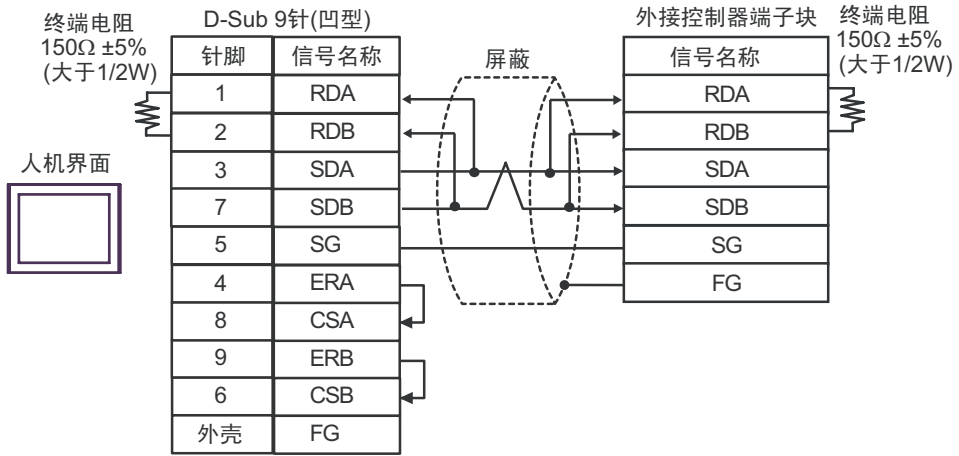 终端电阻
150Ω ±5%
(大于1/2W)
D-Sub 9针(凹型)
外接控制器端子块
终端电阻
150Ω ±5%
(大于1/2W)
针脚 信号名称
屏蔽
信号名称
1 RDA
RDA
2 RDB
RDB
人机界面
3 SDA
SDA
7 SDB
SDB
5 SG
SG
4 ERA
FG
8 CSA
9 ERB
6 CSB
外壳 FG